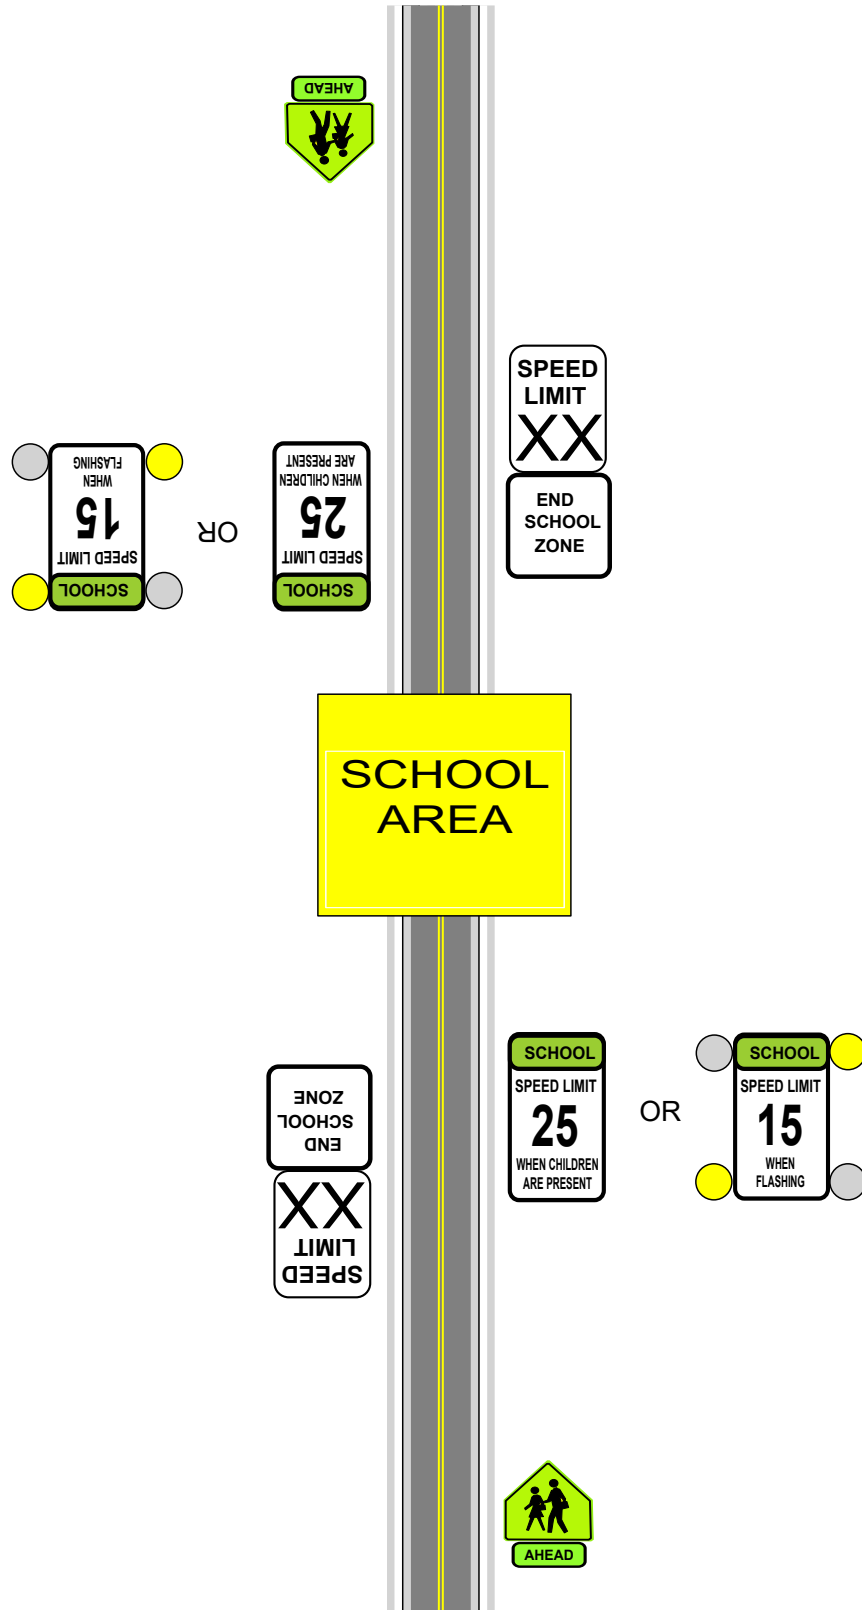 AHEAD
SPEED
LIMIT
XX
END
SCHOOL
ZONE
SCHOOL
SPEED LIMIT
15
WHEN
FLASHING
OR
SCHOOL
SPEED LIMIT
25
WHEN CHILDREN
ARE PRESENT
SCHOOL
AREA
END
SCHOOL
ZONE
SPEED
LIMIT
XX
SCHOOL
SPEED LIMIT
25
WHEN CHILDREN
ARE PRESENT
OR
SCHOOL
SPEED LIMIT
15
WHEN
FLASHING
AHEAD